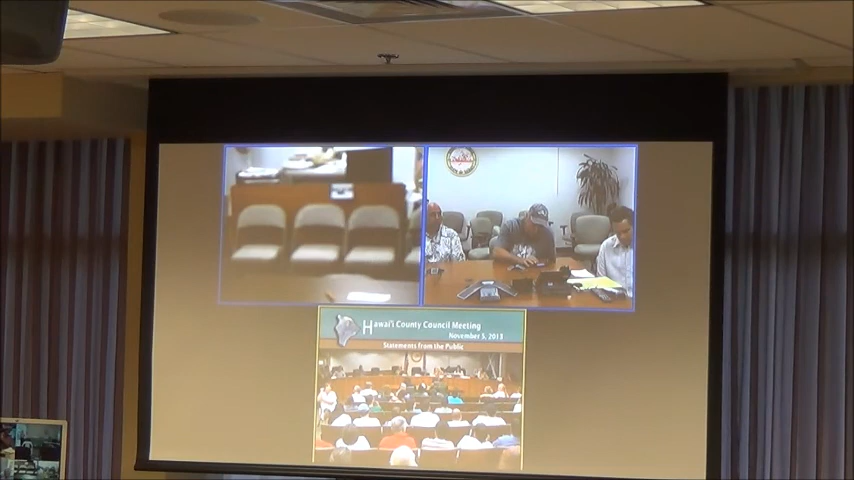 Hawai'i County Council Meeting
November 5, 2013
Statements from the Public